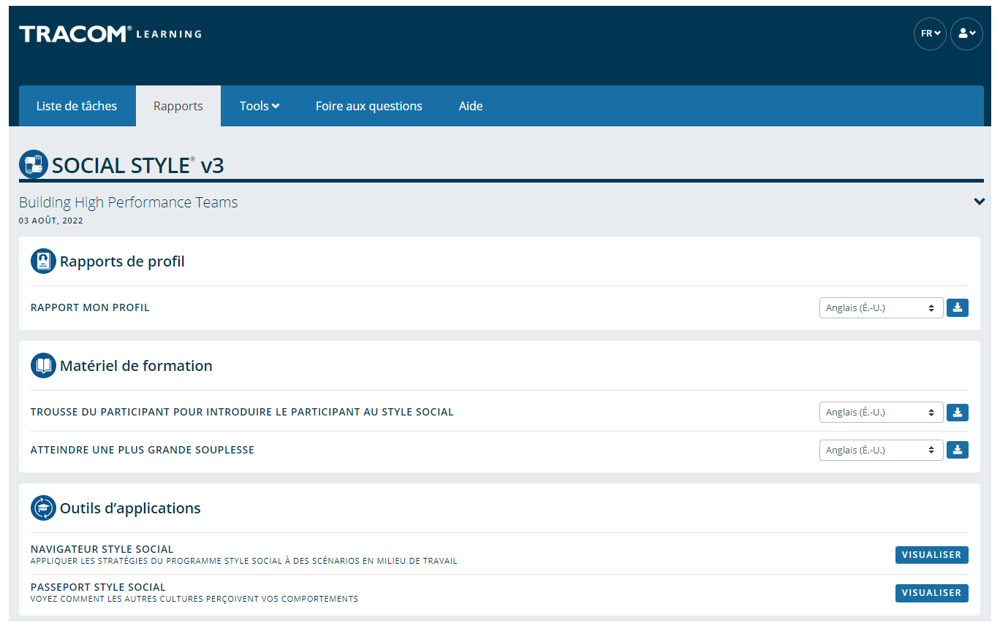 TRACOM® LEARNING
FR
Liste de tâches
Rapports
Tools
Foire aux questions
Aide
SOCIAL STYLE® v3
Building High Performance Teams
03 AOÛT, 2022
Rapports de profil
RAPPORT MON PROFIL
Anglais (É.-U.)
Matériel de formation
TROUSSE DU PARTICIPANT POUR INTRODUIRE LE PARTICIPANT AU STYLE SOCIAL
Anglais (É.-U.)
ATTEINDRE UNE PLUS GRANDE SOUPLESSE
Anglais (É.-U.)
Outils d’applications
NAVIGATEUR STYLE SOCIAL
APPLIQUER LES STRATÉGIES DU PROGRAMME STYLE SOCIAL À DES SCÉNARIOS EN MILIEU DE TRAVAIL
VISUALISER
PASSEPORT STYLE SOCIAL
VOYEZ COMMENT LES AUTRES CULTURES PERÇOIVENT VOS COMPORTEMENTS
VISUALISER